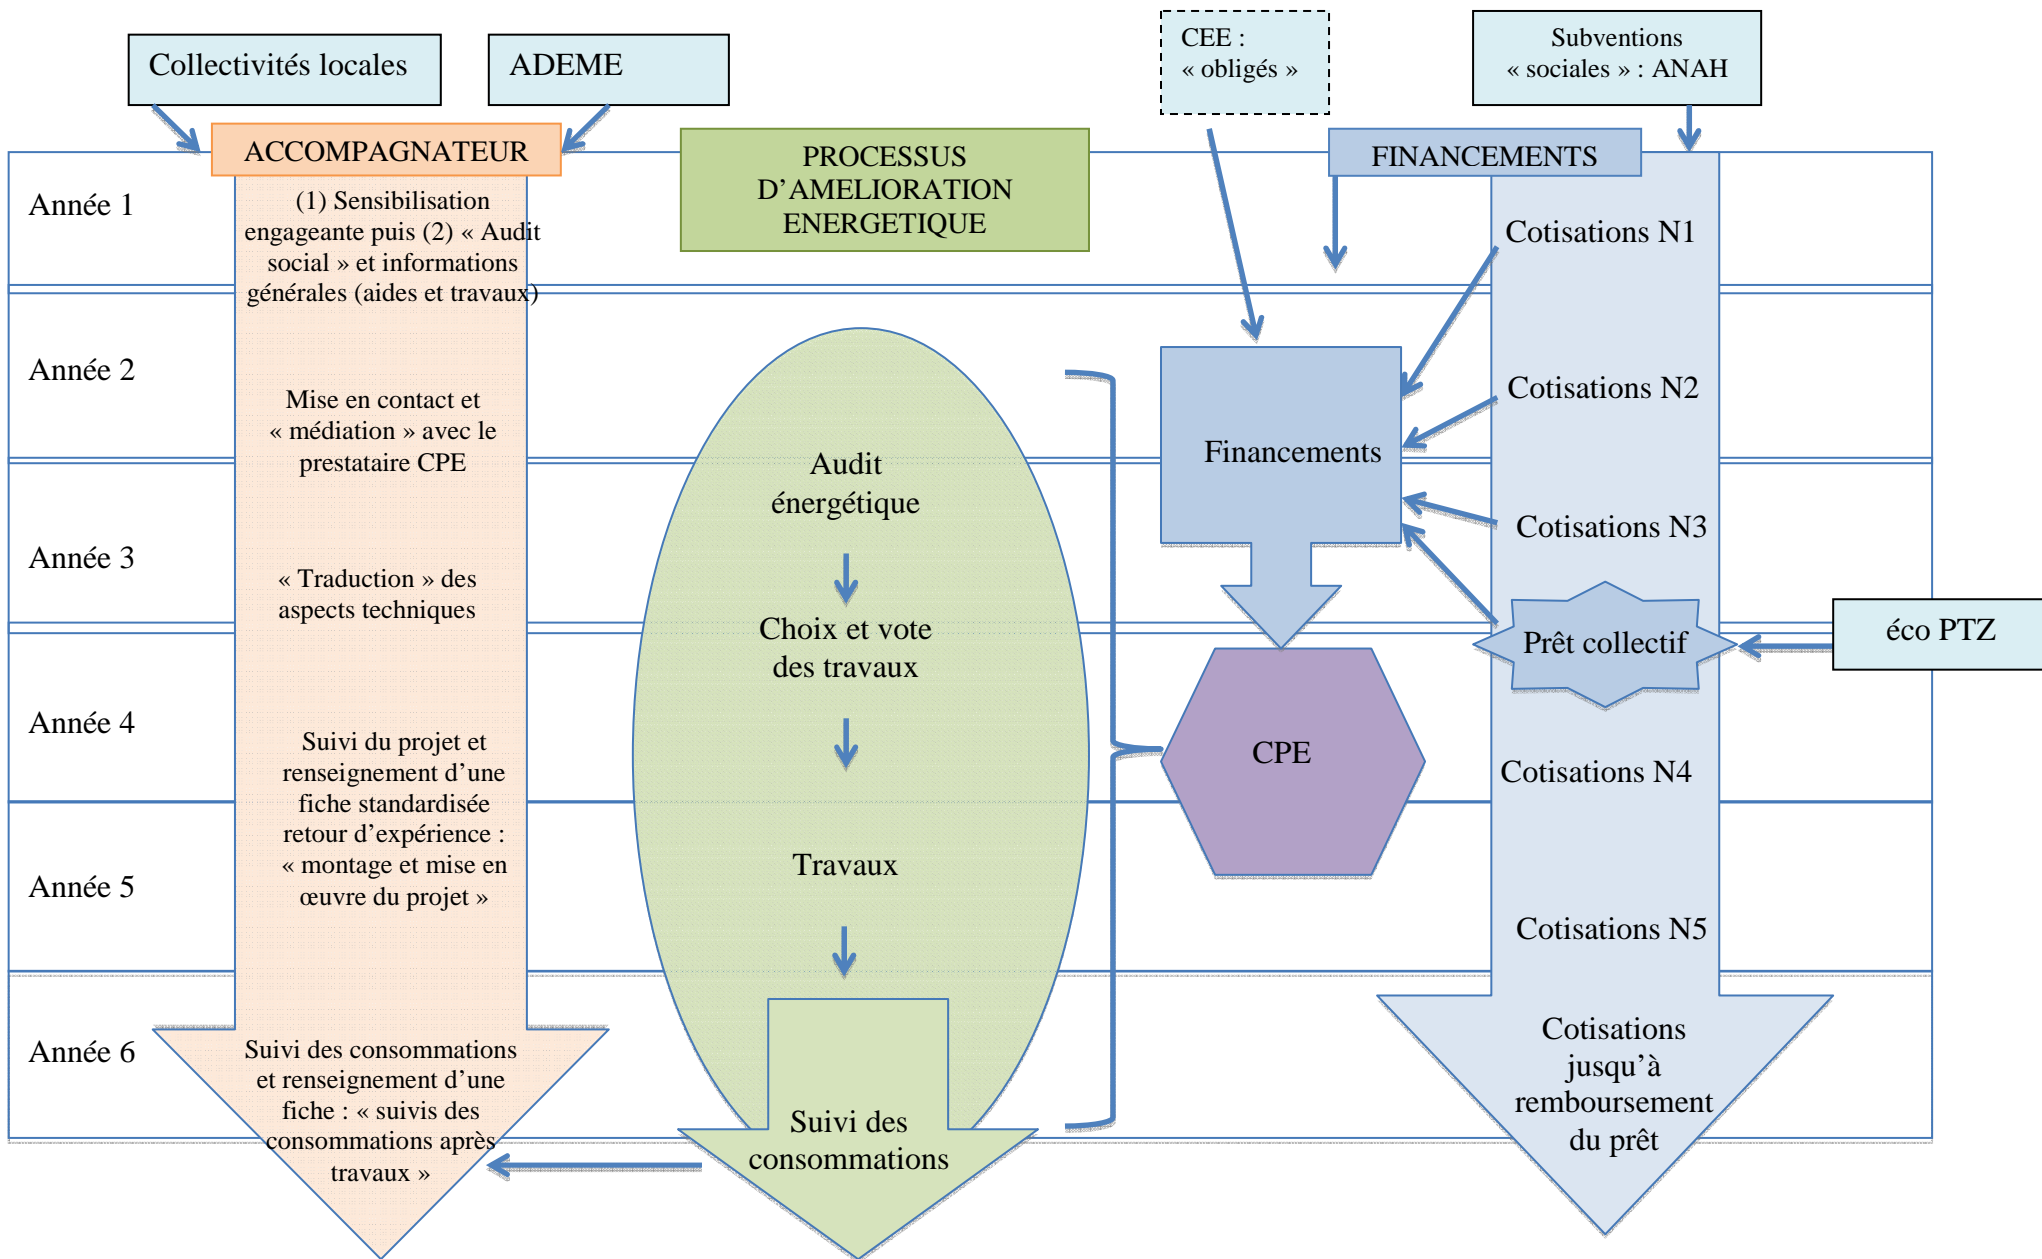 Collectivités locales
ADEME
CEE :
« obligés »
Subventions
« sociales » : ANAH
ACCOMPAGNATEUR
PROCESSUS
D’AMELIORATION
ENERGETIQUE
FINANCEMENTS
Année 1
(1) Sensibilisation
engageante puis (2) « Audit
social » et informations
générales (aides et travaux)
Cotisations N1
Année 2
Mise en contact et
« médiation » avec le
prestataire CPE
Cotisations N2
Financements
Audit
énergétique
Année 3
« Traduction » des
aspects techniques
Cotisations N3
Choix et vote
des travaux
Prêt collectif
éco PTZ
Année 4
Suivi du projet et
renseignement d’une
fiche standardisée
retour d’expérience :
« montage et mise en
œuvre du projet »
CPE
Cotisations N4
Année 5
Travaux
Cotisations N5
Année 6
Suivi des consommations
et renseignement d’une
fiche : « suivis des
consommations après
travaux »
Suivi des
consommations
Cotisations
jusqu’à
remboursement
du prêt